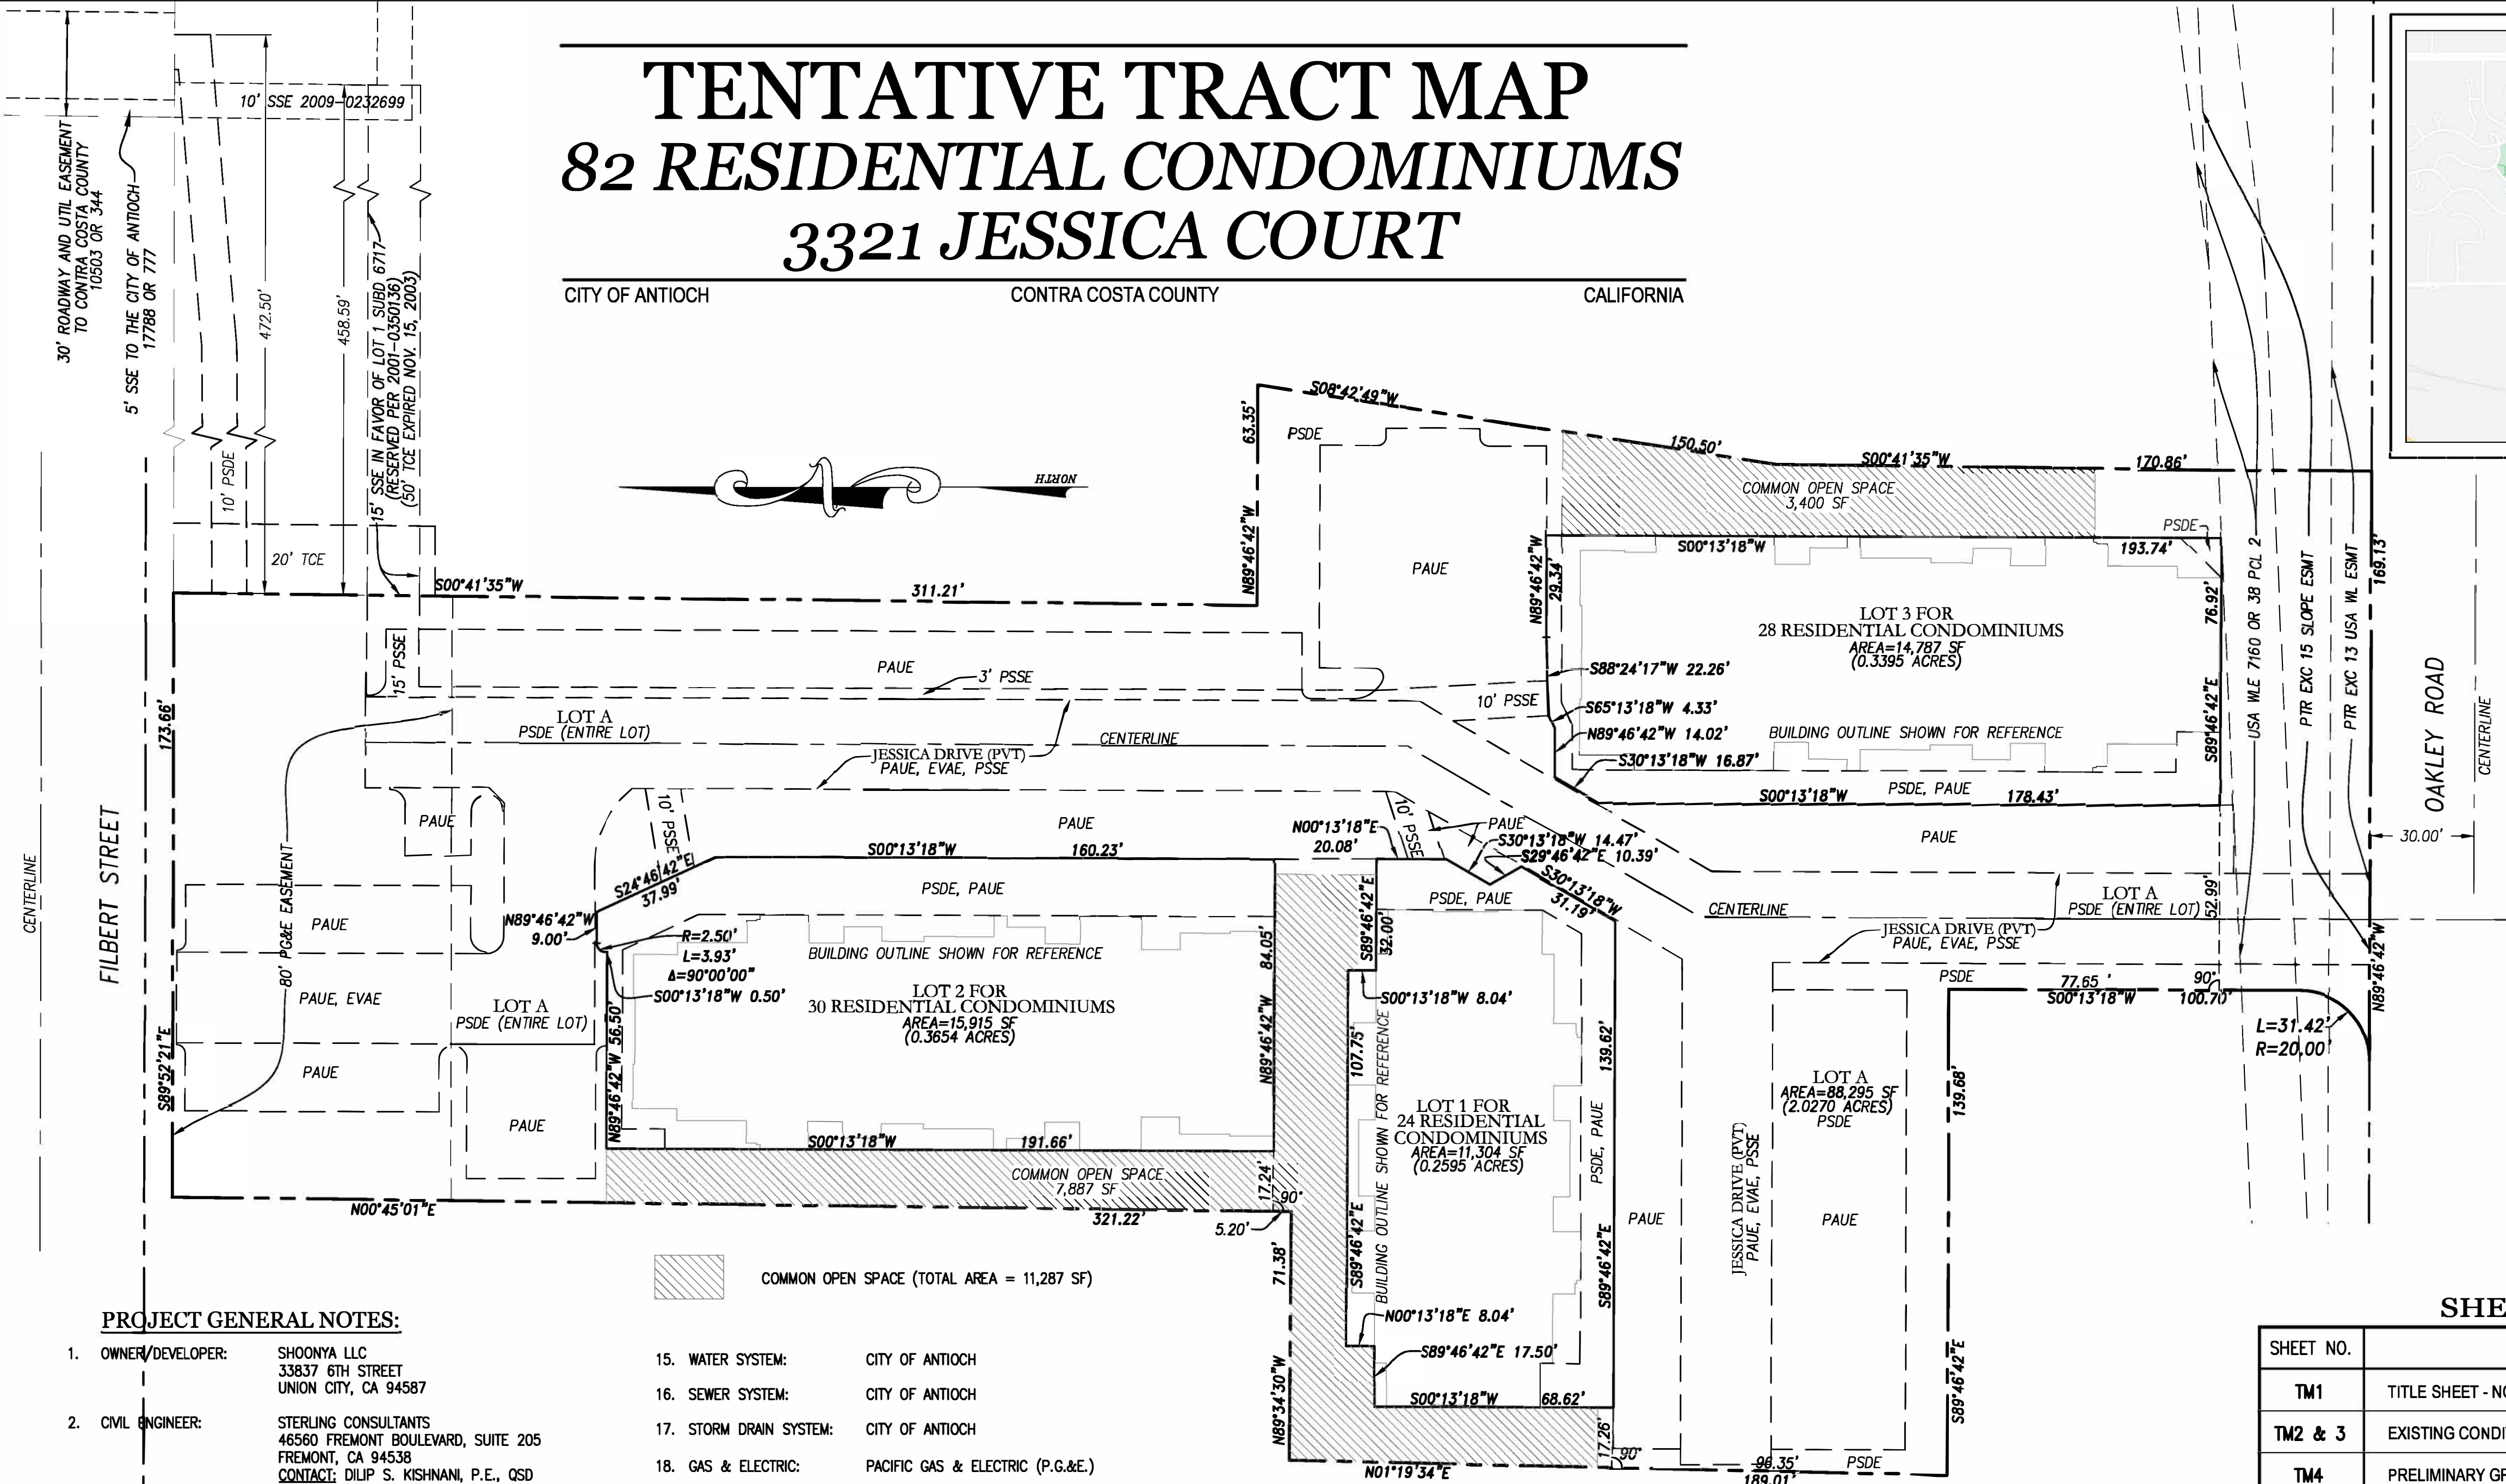 TENTATIVE TRACT MAP
82 RESIDENTIAL CONDOMINIUMS
3321 JESSICA COURT
CITY OF ANTIOCH
CONTRA COSTA COUNTY
CALIFORNIA
30' ROADWAY AND UTIL EASEMENT
TO CONTRA COSTA COUNTY
10503 OR 344
5' SSE TO THE CITY OF ANTIOCH
17788 OR 777
10' SSE 2009-0232699
472.50'
458.59'
10' PSDE
15' SSE IN FAVOR OF LOT 1 SUBD 6717
(RESERVED PER 2001-0350136)
(50' TCE EXPIRED NOV. 15, 2003)
20' TCE
NORTH
S00°41'35"W
311.21'
N89°46'42"W
63.35'
S08°42'49"W
150.50'
S00°41'35"W
170.86'
PSDE
COMMON OPEN SPACE
3,400 SF
S00°13'18"W
193.74'
PSDE
PAUE
N89°46'42"W
29.34'
LOT 3 FOR
28 RESIDENTIAL CONDOMINIUMS
AREA=14,787 SF
(0.3395 ACRES)
76.92'
S89°46'42"E
S88°24'17"W 22.26'
S65°13'18"W 4.33'
N89°46'42"W 14.02'
S30°13'18"W 16.87'
BUILDING OUTLINE SHOWN FOR REFERENCE
S00°13'18"W
PSDE, PAUE
178.43'
10' PSSE
USA WLE 7160 OR 38 PCL 2
PTR EXC 15 SLOPE ESMT
PTR EXC 13 USA WL ESMT
169.13'
OAKLEY ROAD
CENTERLINE
30.00'
CENTERLINE
FILBERT STREET
173.66'
S89°52'21"E
80' PG&E EASEMENT
15' PSSE
PAUE
3' PSSE
LOT A
PSDE (ENTIRE LOT)
JESSICA DRIVE (PVT)
PAUE, EVAE, PSSE
CENTERLINE
PAUE
PAUE
PAUE, EVAE
PAUE
PAUE
LOT A
PSDE (ENTIRE LOT)
10' PSSE
PAUE
S24°46'42"E
37.99'
S00°13'18"W
160.23'
N00°13'18"E
20.08'
10' PSSE
PAUE
S30°13'18"W 14.47'
S29°46'42"E 10.39'
S30°13'18"W
31.19'
PSDE, PAUE
N89°46'42"W
9.00'
R=2.50'
L=3.93'
Δ=90°00'00"
S00°13'18"W 0.50'
BUILDING OUTLINE SHOWN FOR REFERENCE
LOT 2 FOR
30 RESIDENTIAL CONDOMINIUMS
AREA=15,915 SF
(0.3654 ACRES)
N89°46'42"W 56.50'
84.05'
N89°46'42"W
S00°13'18"W
191.66'
COMMON OPEN SPACE
7,887 SF
17.24'
90°
5.20'
N00°45'01"E
321.22'
S89°46'42"E
32.00'
PSDE, PAUE
S00°13'18"W 8.04'
107.75'
S89°46'42"E
BUILDING OUTLINE SHOWN FOR REFERENCE
LOT 1 FOR
24 RESIDENTIAL
CONDOMINIUMS
AREA=11,304 SF
(0.2595 ACRES)
139.62'
PSDE, PAUE
S89°46'42"E
N00°13'18"E 8.04'
S89°46'42"E 17.50'
S00°13'18"W
68.62'
71.38'
N89°34'30"W
17.26'
90°
N01°19'34"E
96.35'
189.01'
PSDE
PAUE
JESSICA DRIVE (PVT)
PAUE, EVAE, PSSE
PAUE
LOT A
AREA=88,295 SF
(2.0270 ACRES)
PSDE
139.68'
S89°46'42"E
PAUE
CENTERLINE
LOT A
PSDE (ENTIRE LOT)
52.99'
JESSICA DRIVE (PVT)
PAUE, EVAE, PSSE
PSDE
77.65 '
S00°13'18"W
90°
100.70'
N89°46'42"W
L=31.42'
R=20.00'
COMMON OPEN SPACE (TOTAL AREA = 11,287 SF)
PROJECT GENERAL NOTES:
1. OWNER/DEVELOPER: SHOONYA LLC
33837 6TH STREET
UNION CITY, CA 94587
2. CIVIL ENGINEER: STERLING CONSULTANTS
46560 FREMONT BOULEVARD, SUITE 205
FREMONT, CA 94538
CONTACT: DILIP S. KISHNANI, P.E., QSD
15. WATER SYSTEM: CITY OF ANTIOCH
16. SEWER SYSTEM: CITY OF ANTIOCH
17. STORM DRAIN SYSTEM: CITY OF ANTIOCH
18. GAS & ELECTRIC: PACIFIC GAS & ELECTRIC (P.G.&E.)
SHE
SHEET NO.
TM1 TITLE SHEET - NO
TM2 & 3 EXISTING CONDI
TM4 PRELIMINARY GR